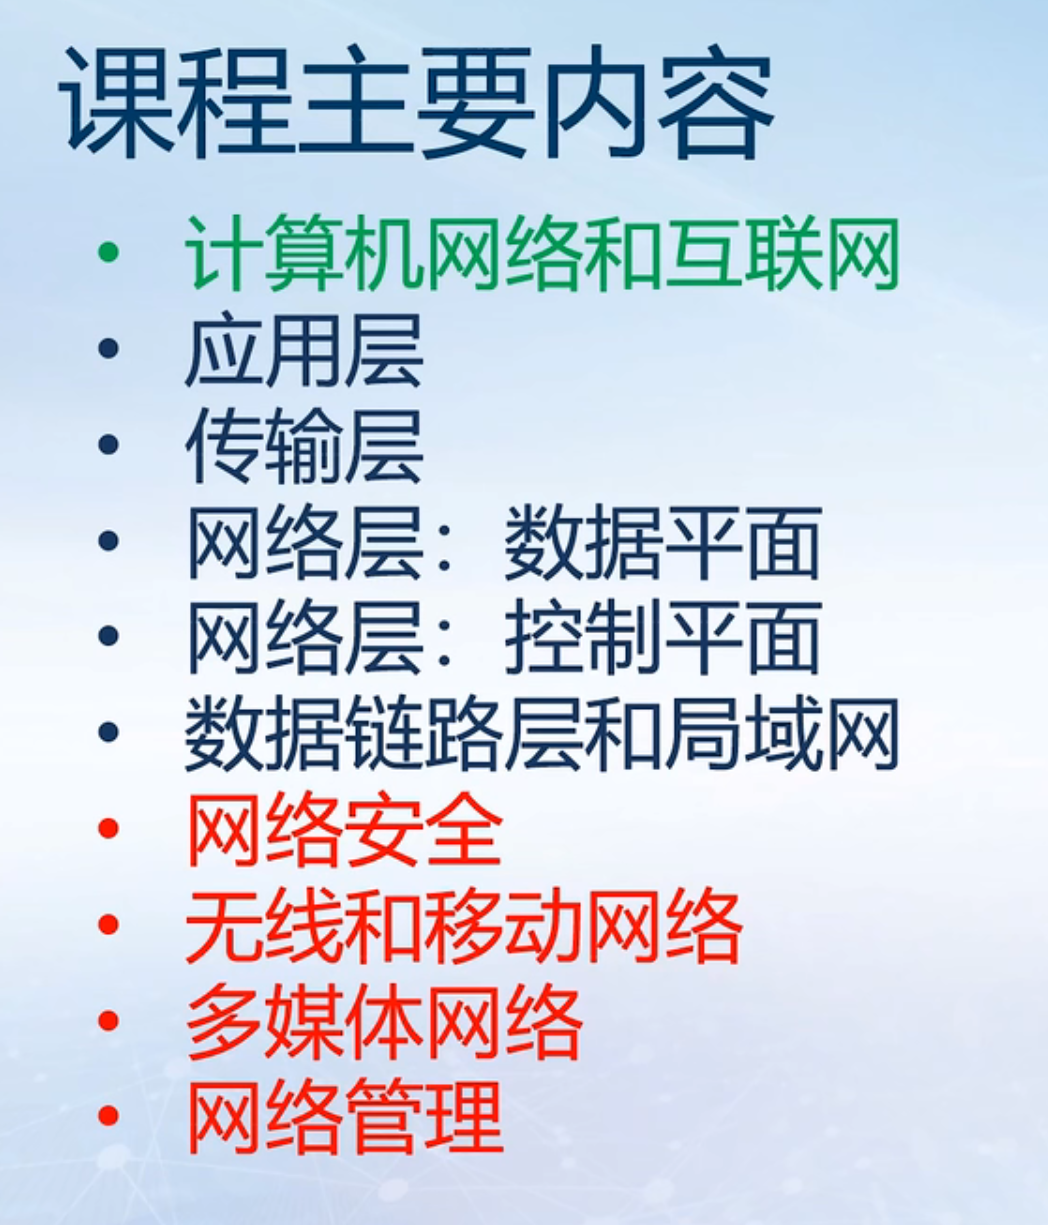 课程主要内容
• 计算机网络和互联网
• 应用层
• 传输层
• 网络层：数据平面
• 网络层：控制平面
• 数据链路层和局域网
• 网络安全
• 无线和移动网络
• 多媒体网络
• 网络管理